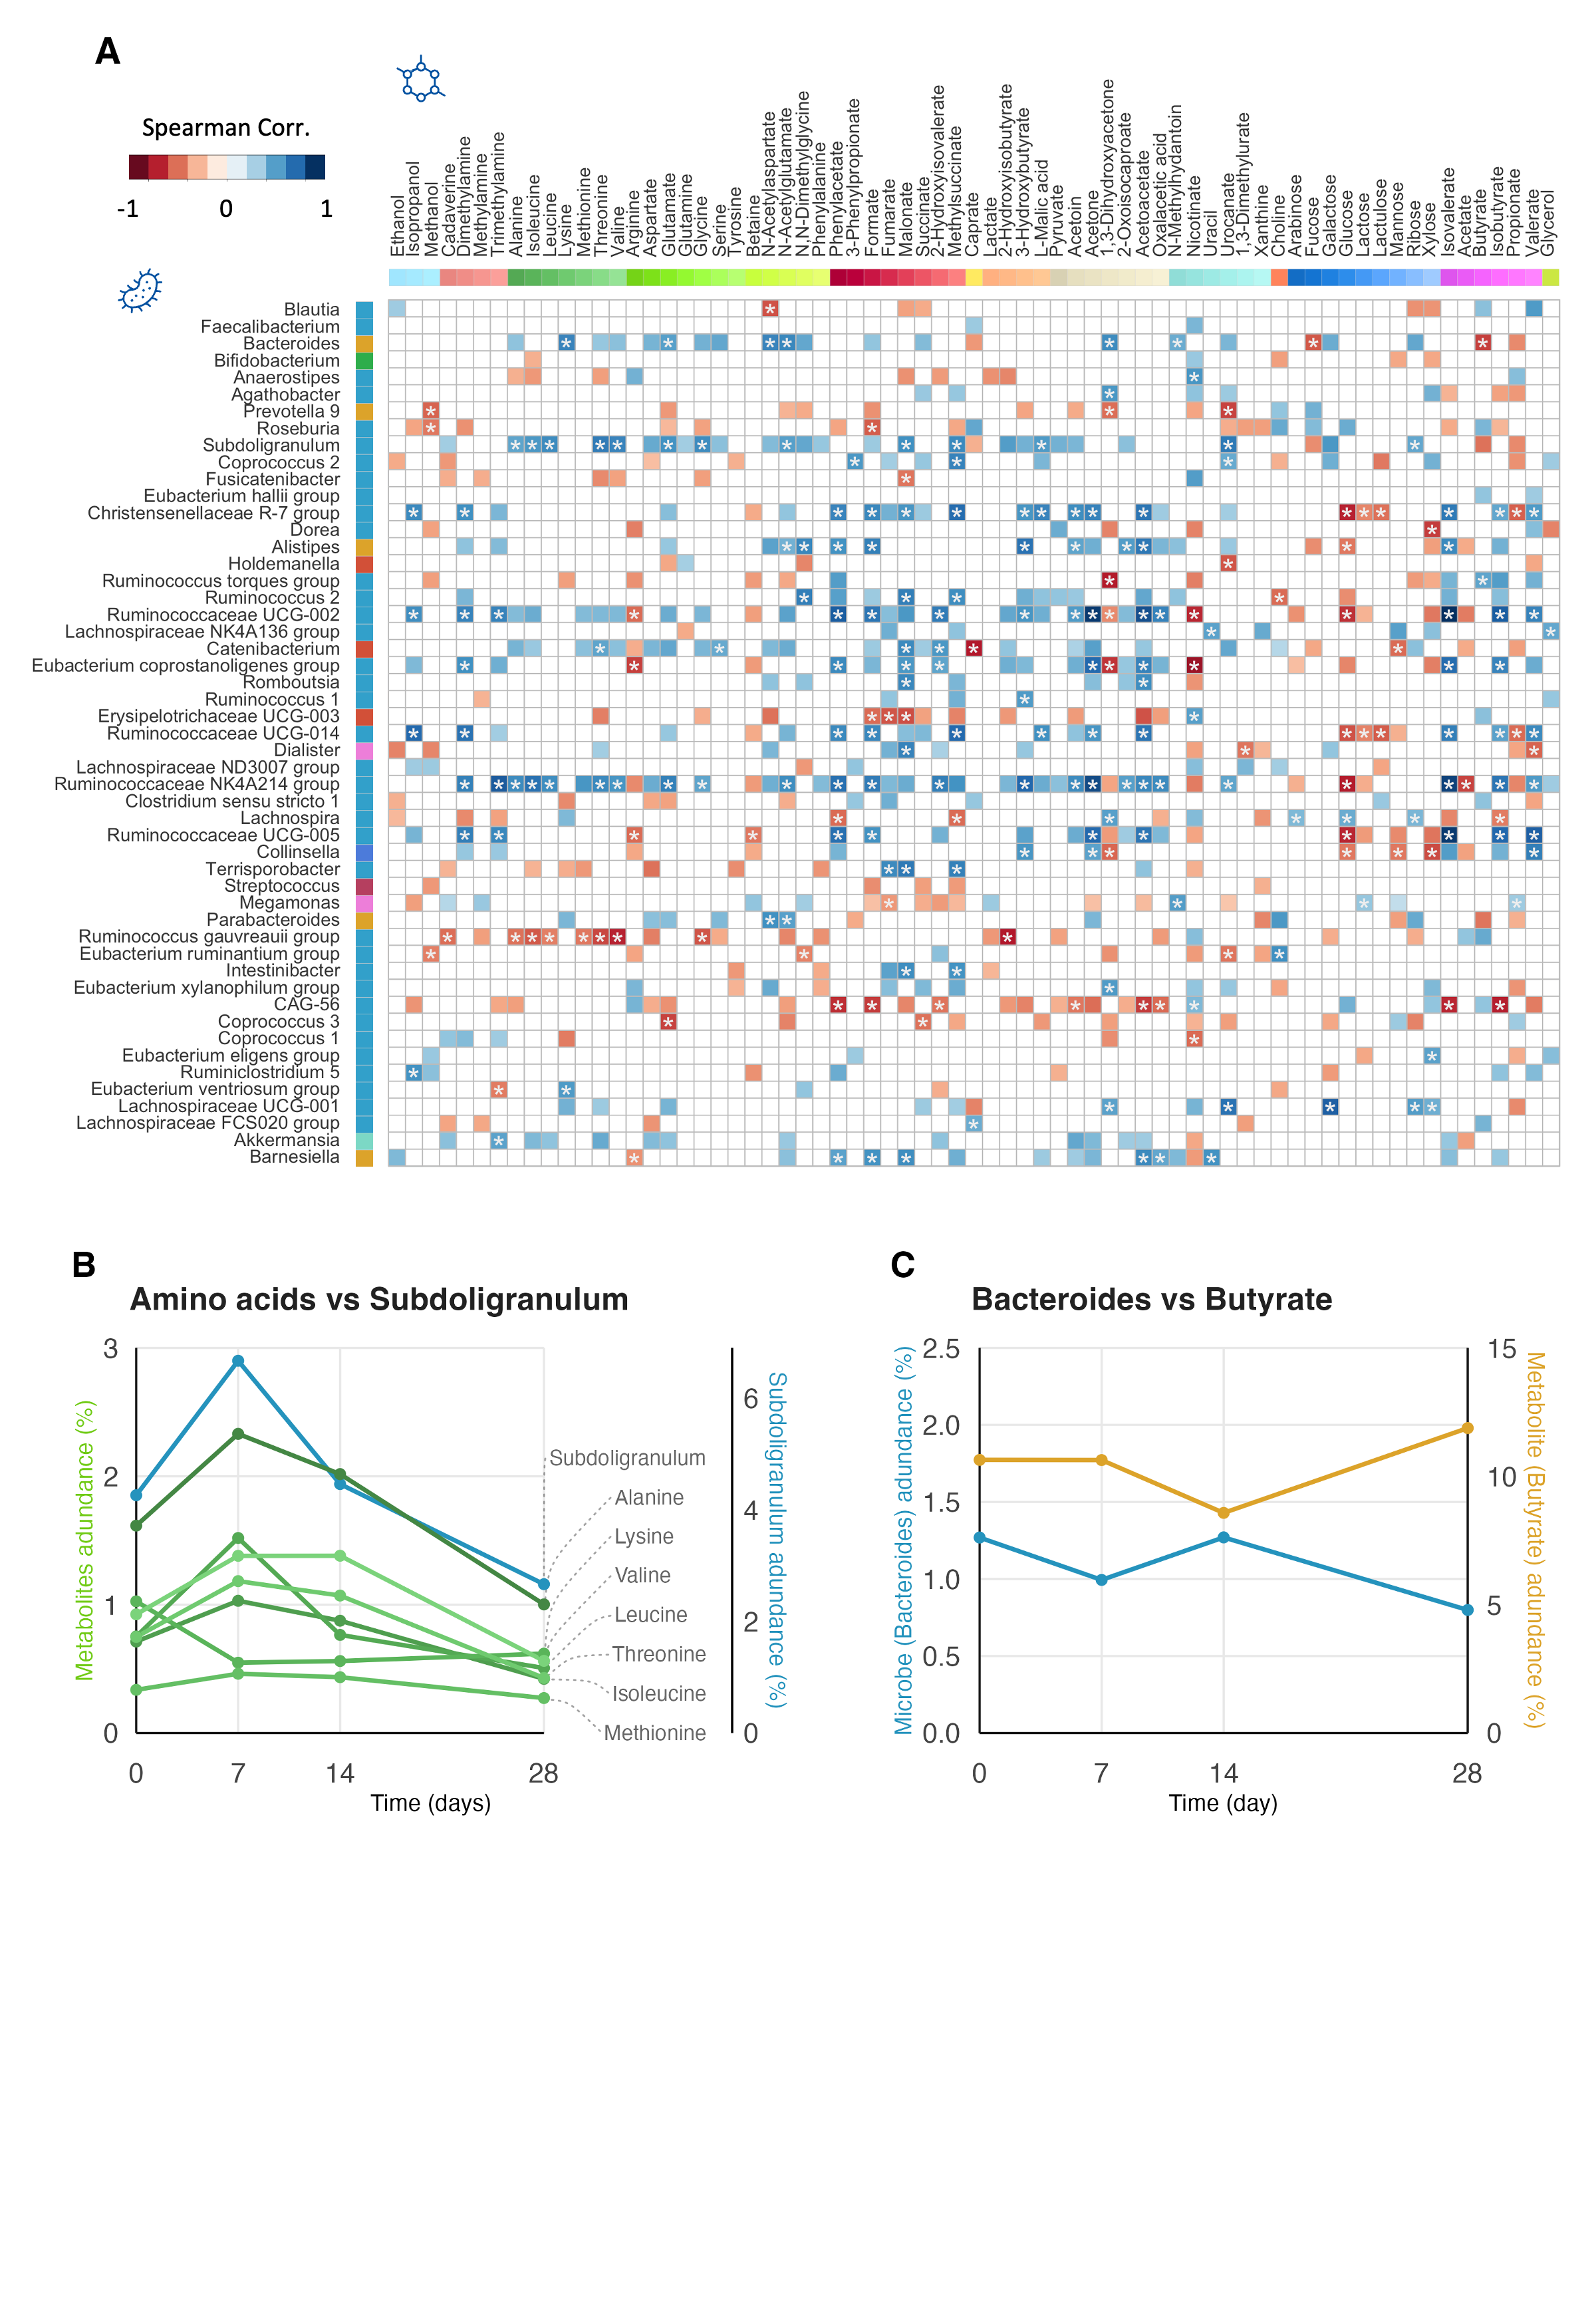 A
Spearman Corr.
-1 0 1
Ethanol
Isopropanol
Methanol
Cadaverine
Dimethylamine
Methylamine
Trimethylamine
Alanine
Isoleucine
Leucine
Lysine
Methionine
Threonine
Valine
Arginine
Aspartate
Glutamate
Glutamine
Glycine
Serine
Tyrosine
Betaine
N-Acetylaspartate
N-Acetylglutamate
N,N-Dimethylglycine
Phenylalanine
Phenylacetate
3-Phenylpropionate
Formate
Fumarate
Malonate
Succinate
2-Hydroxyisovalerate
Methylsuccinate
Caprate
Lactate
2-Hydroxyisobutyrate
3-Hydroxybutyrate
L-Malic acid
Pyruvate
Acetoin
Acetone
1,3-Dihydroxyacetone
2-Oxoisocaproate
Acetoacetate
Oxalacetic acid
N-Methylhydantoin
Nicotinate
Uracil
Urocanate
1,3-Dimethylurate
Xanthine
Choline
Arabinose
Fucose
Galactose
Glucose
Lactose
Lactulose
Mannose
Ribose
Xylose
Isovalerate
Acetate
Butyrate
Isobutyrate
Propionate
Valerate
Glycerol
Blautia
Faecalibacterium
Bacteroides
Bifidobacterium
Anaerostipes
Agathobacter
Prevotella 9
Roseburia
Subdoligranulum
Coprococcus 2
Fusicatenibacter
Eubacterium hallii group
Christensenellaceae R-7 group
Dorea
Alistipes
Holdemanella
Ruminococcus torques group
Ruminococcus 2
Ruminococcaceae UCG-002
Lachnospiraceae NK4A136 group
Catenibacterium
Eubacterium coprostanoligenes group
Romboutsia
Ruminococcus 1
Erysipelotrichaceae UCG-003
Ruminococcaceae UCG-014
Dialister
Lachnospiraceae ND3007 group
Ruminococcaceae NK4A214 group
Clostridium sensu stricto 1
Lachnospira
Ruminococcaceae UCG-005
Collinsella
Terrisporobacter
Streptococcus
Megamonas
Parabacteroides
Ruminococcus gauvreauii group
Eubacterium ruminantium group
Intestinibacter
Eubacterium xylanophilum group
CAG-56
Coprococcus 3
Coprococcus 1
Eubacterium eligens group
Ruminiclostridium 5
Eubacterium ventriosum group
Lachnospiraceae UCG-001
Lachnospiraceae FCS020 group
Akkermansia
Barnesiella
B
Amino acids vs Subdoligranulum
Metabolites adundance (%)
3
2
1
0
0 7 14 28
Time (days)
Subdoligranulum
Alanine
Lysine
Valine
Leucine
Threonine
Isoleucine
Methionine
6
4
2
0
Subdoligranulum adundance (%)
C
Bacteroides vs Butyrate
Microbe (Bacteroides) adundance (%)
2.5
2.0
1.5
1.0
0.5
0.0
0 7 14 28
Time (day)
15
10
5
0
Metabolite (Butyrate) adundance (%)